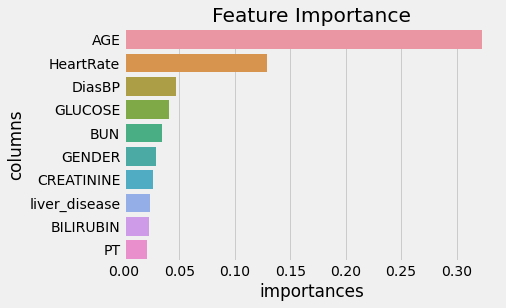 Feature Importance
columns
AGE
HeartRate
DiasBP
GLUCOSE
BUN
GENDER
CREATININE
liver_disease
BILIRUBIN
PT
0.00 0.05 0.10 0.15 0.20 0.25 0.30
importances